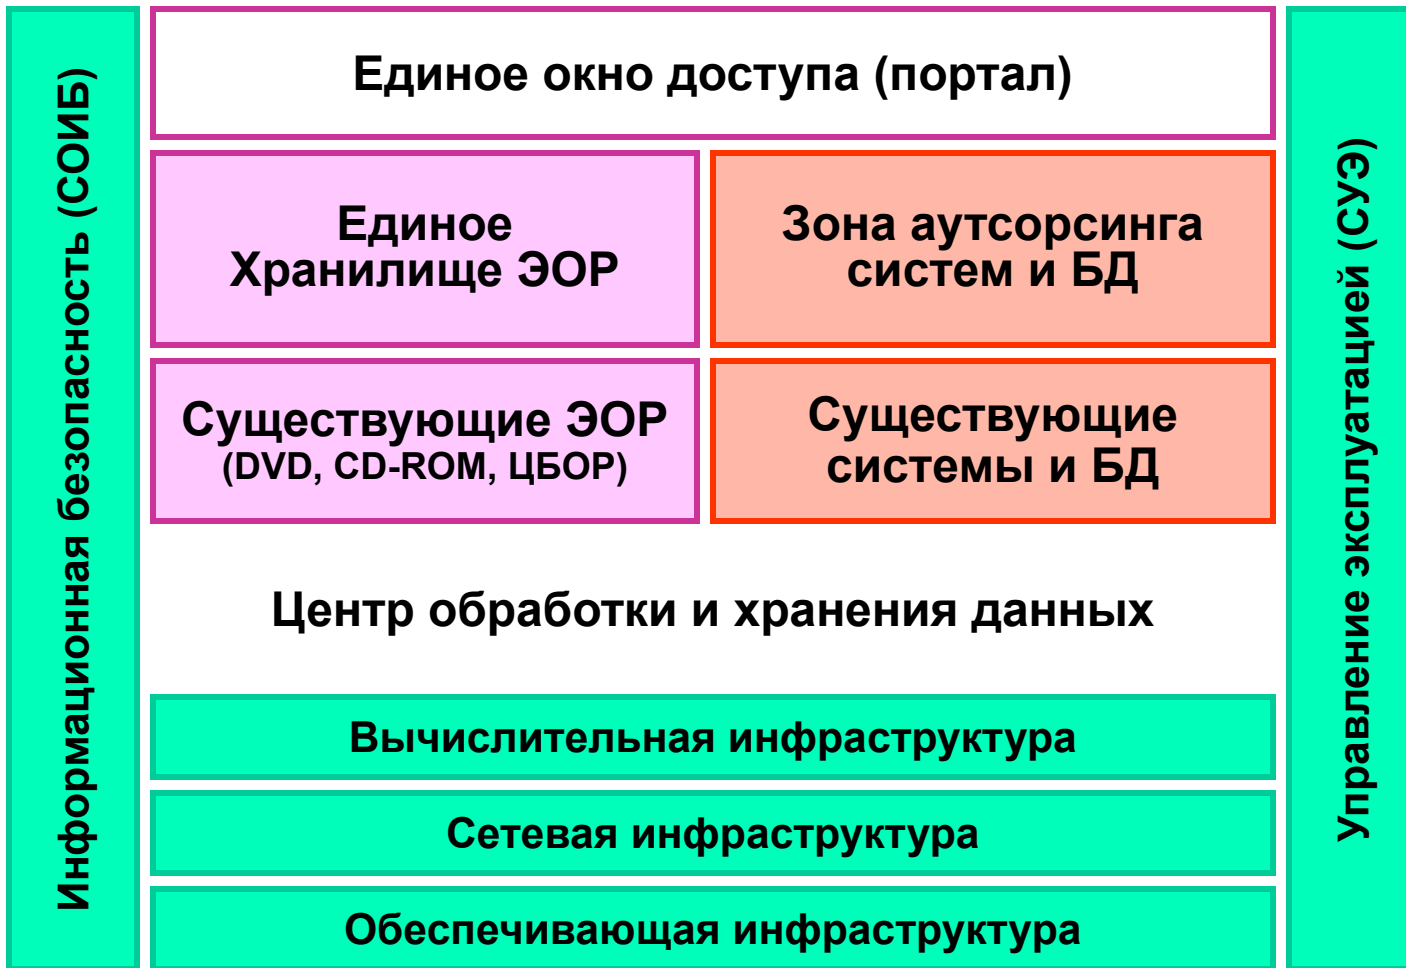 Информационная безопасность (СОИБ)
Единое окно доступа (портал)
Единое
Хранилище ЭОР
Зона аутсорсинга
систем и БД
Существующие ЭОР
(DVD, CD-ROM, ЦБОР)
Существующие
системы и БД
Центр обработки и хранения данных
Вычислительная инфраструктура
Сетевая инфраструктура
Обеспечивающая инфраструктура
Управление эксплуатацией (СУЭ)